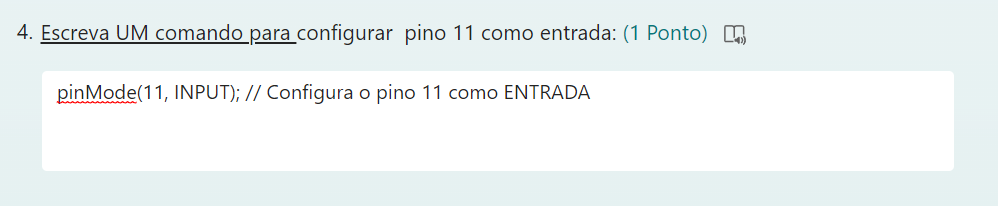 4. Escreva UM comando para configurar pino 11 como entrada: (1 Ponto)
pinMode(11, INPUT); // Configura o pino 11 como ENTRADA